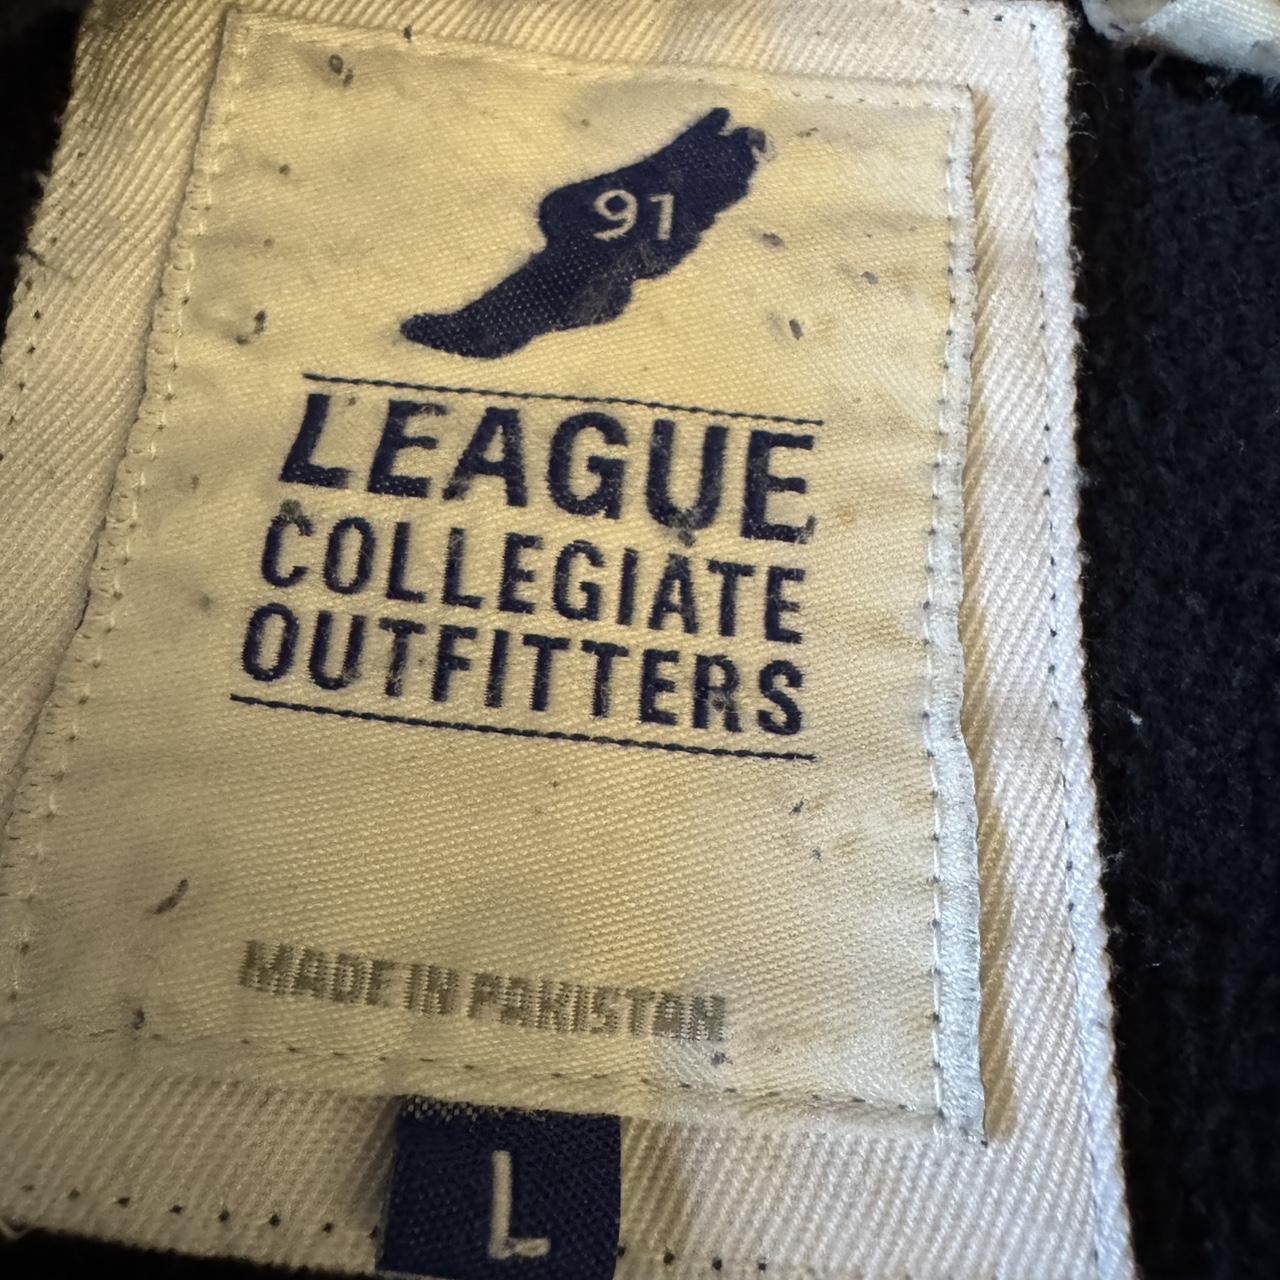 91
LEAGUE
COLLEGIATE
OUTFITTERS
MADE IN PAKISTAN
L